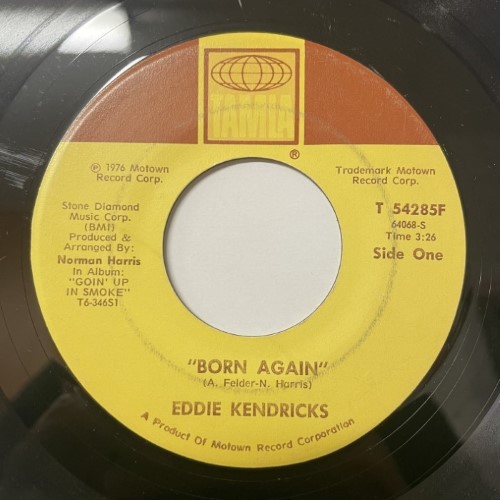 TAMLA
®
℗ 1976 Motown
Record Corp.
Trademark Motown
Record Corp.
Stone Diamond
Music Corp.
(BMI)
Produced &
Arranged By:
Norman Harris
In Album:
"GOIN' UP
IN SMOKE"
T6-346S1
T 54285F
64068-S
Time 3:26
Side One
"BORN AGAIN"
(A. Felder-N. Harris)
EDDIE KENDRICKS
A Product Of Motown Record Corporation